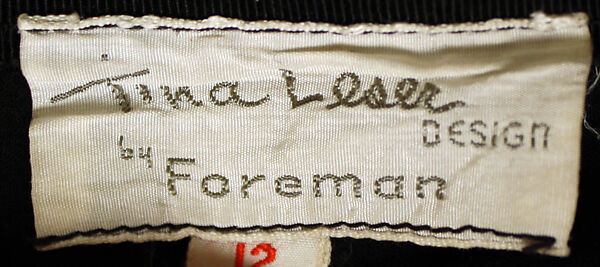 Tina Leser
DESIGN
by Foreman
12